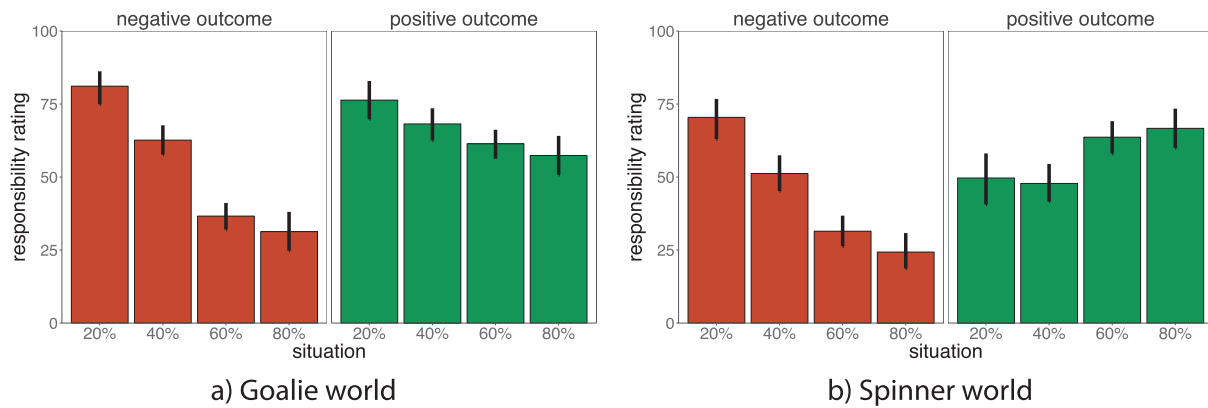 negative outcome positive outcome
100
75
50
25
0
responsibility rating
20% 40% 60% 80% 20% 40% 60% 80%
situation
a) Goalie world
negative outcome positive outcome
100
75
50
25
0
responsibility rating
20% 40% 60% 80% 20% 40% 60% 80%
situation
b) Spinner world